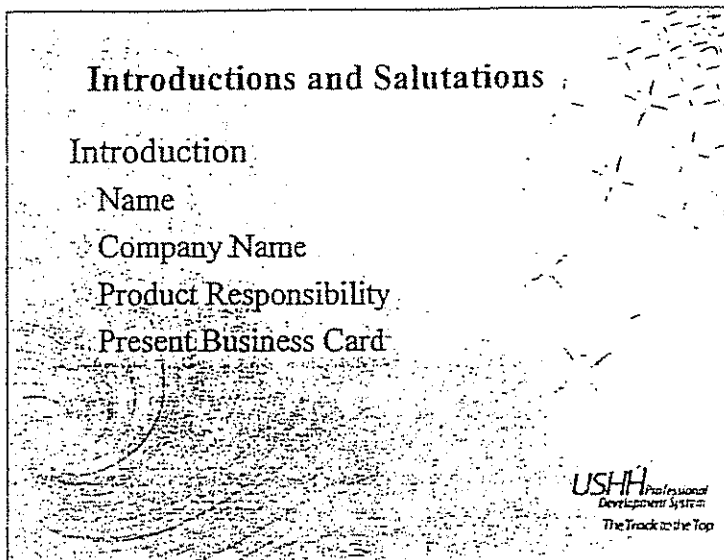 Introductions and Salutations
Introduction
Name
Company Name
Product Responsibility
Present Business Card
USHH Professional
Development System
The Track to the Top